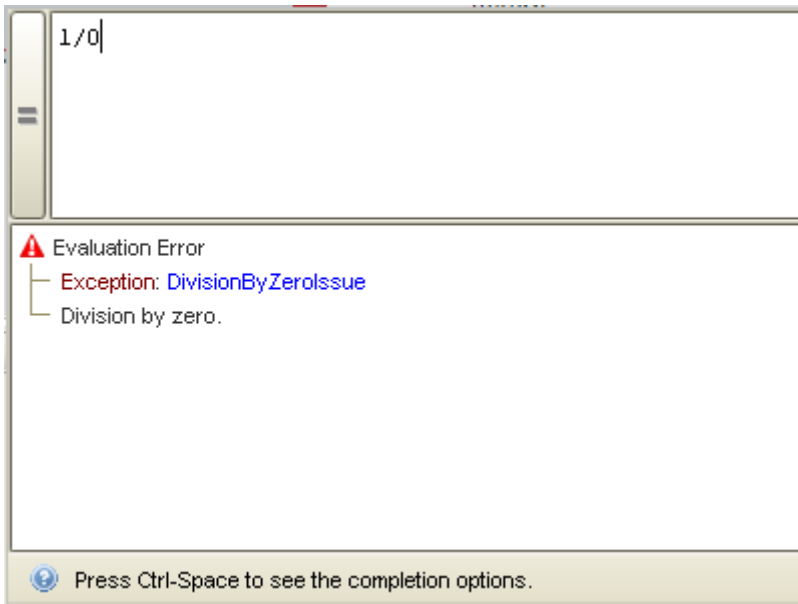 1/0
=
Evaluation Error
Exception: DivisionByZeroIssue
Division by zero.
Press Ctrl-Space to see the completion options.